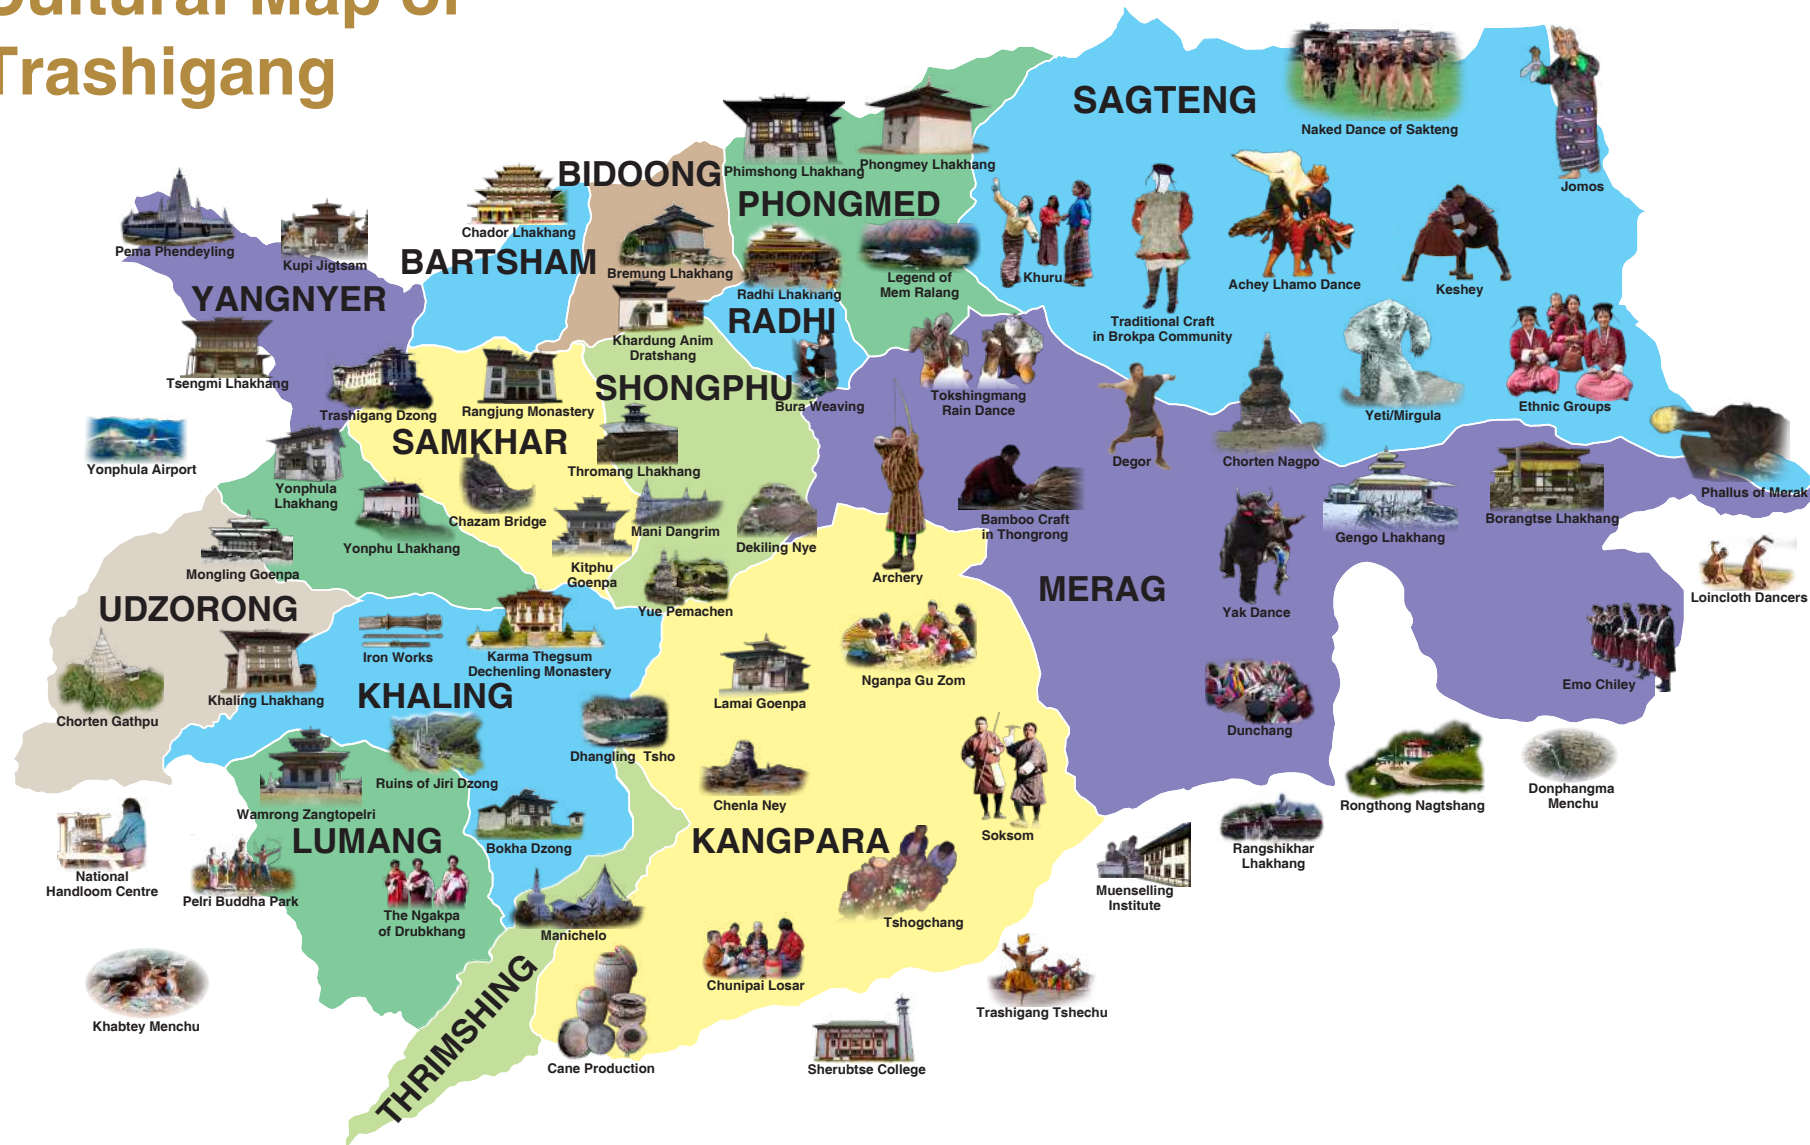 Cultural Map of
Trashigang
SAGTENG
Naked Dance of Sakteng
Jomos
BIDOONG
Phimshong Lhakhang
Phongmey Lhakhang
PHONGMED
Chador Lhakhang
BARTSHAM
Pema Phendeyling
Kupi Jigtsam
YANGNYER
Bremung Lhakhang
Radhi Lhakhang
Legend of
Mem Ralang
Khuru
Traditional Craft
in Brokpa Community
Achey Lhamo Dance
Keshey
RADHI
Khardung Anim
Dratshang
Tsengmi Lhakhang
Trashigang Dzong
Rangjung Monastery
SHONGPHU
Bura Weaving
Tokshingmang
Rain Dance
Yeti/Mirgula
Ethnic Groups
SAMKHAR
Yonphula Airport
Thromang Lhakhang
Degor
Chorten Nagpo
Yonphula
Lhakhang
Chazam Bridge
Mani Dangrim
Dekiling Nye
Bamboo Craft
in Thongrong
Gengo Lhakhang
Borangtse Lhakhang
Phallus of Merak
Yonphu Lhakhang
Mongling Goenpa
Kitphu
Goenpa
Archery
MERAG
Yak Dance
Loincloth Dancers
UDZORONG
Yue Pemachen
Iron Works
Karma Thegsum
Dechenling Monastery
Nganpa Gu Zom
Emo Chiley
Chorten Gathpu
Khaling Lhakhang
KHALING
Lamai Goenpa
Dunchang
Ruins of Jiri Dzong
Dhangling Tsho
Chenla Ney
Soksom
Rongthong Nagtshang
Donphangma
Menchu
Wamrong Zangtopelri
LUMANG
Bokha Dzong
KANGPARA
Rangshikhar
Lhakhang
National
Handloom Centre
Pelri Buddha Park
The Ngakpa
of Drubkhang
Manichelo
Tshogchang
Muenselling
Institute
Khabtey Menchu
THRIMSHING
Chunipai Losar
Trashigang Tshechu
Cane Production
Sherubtse College